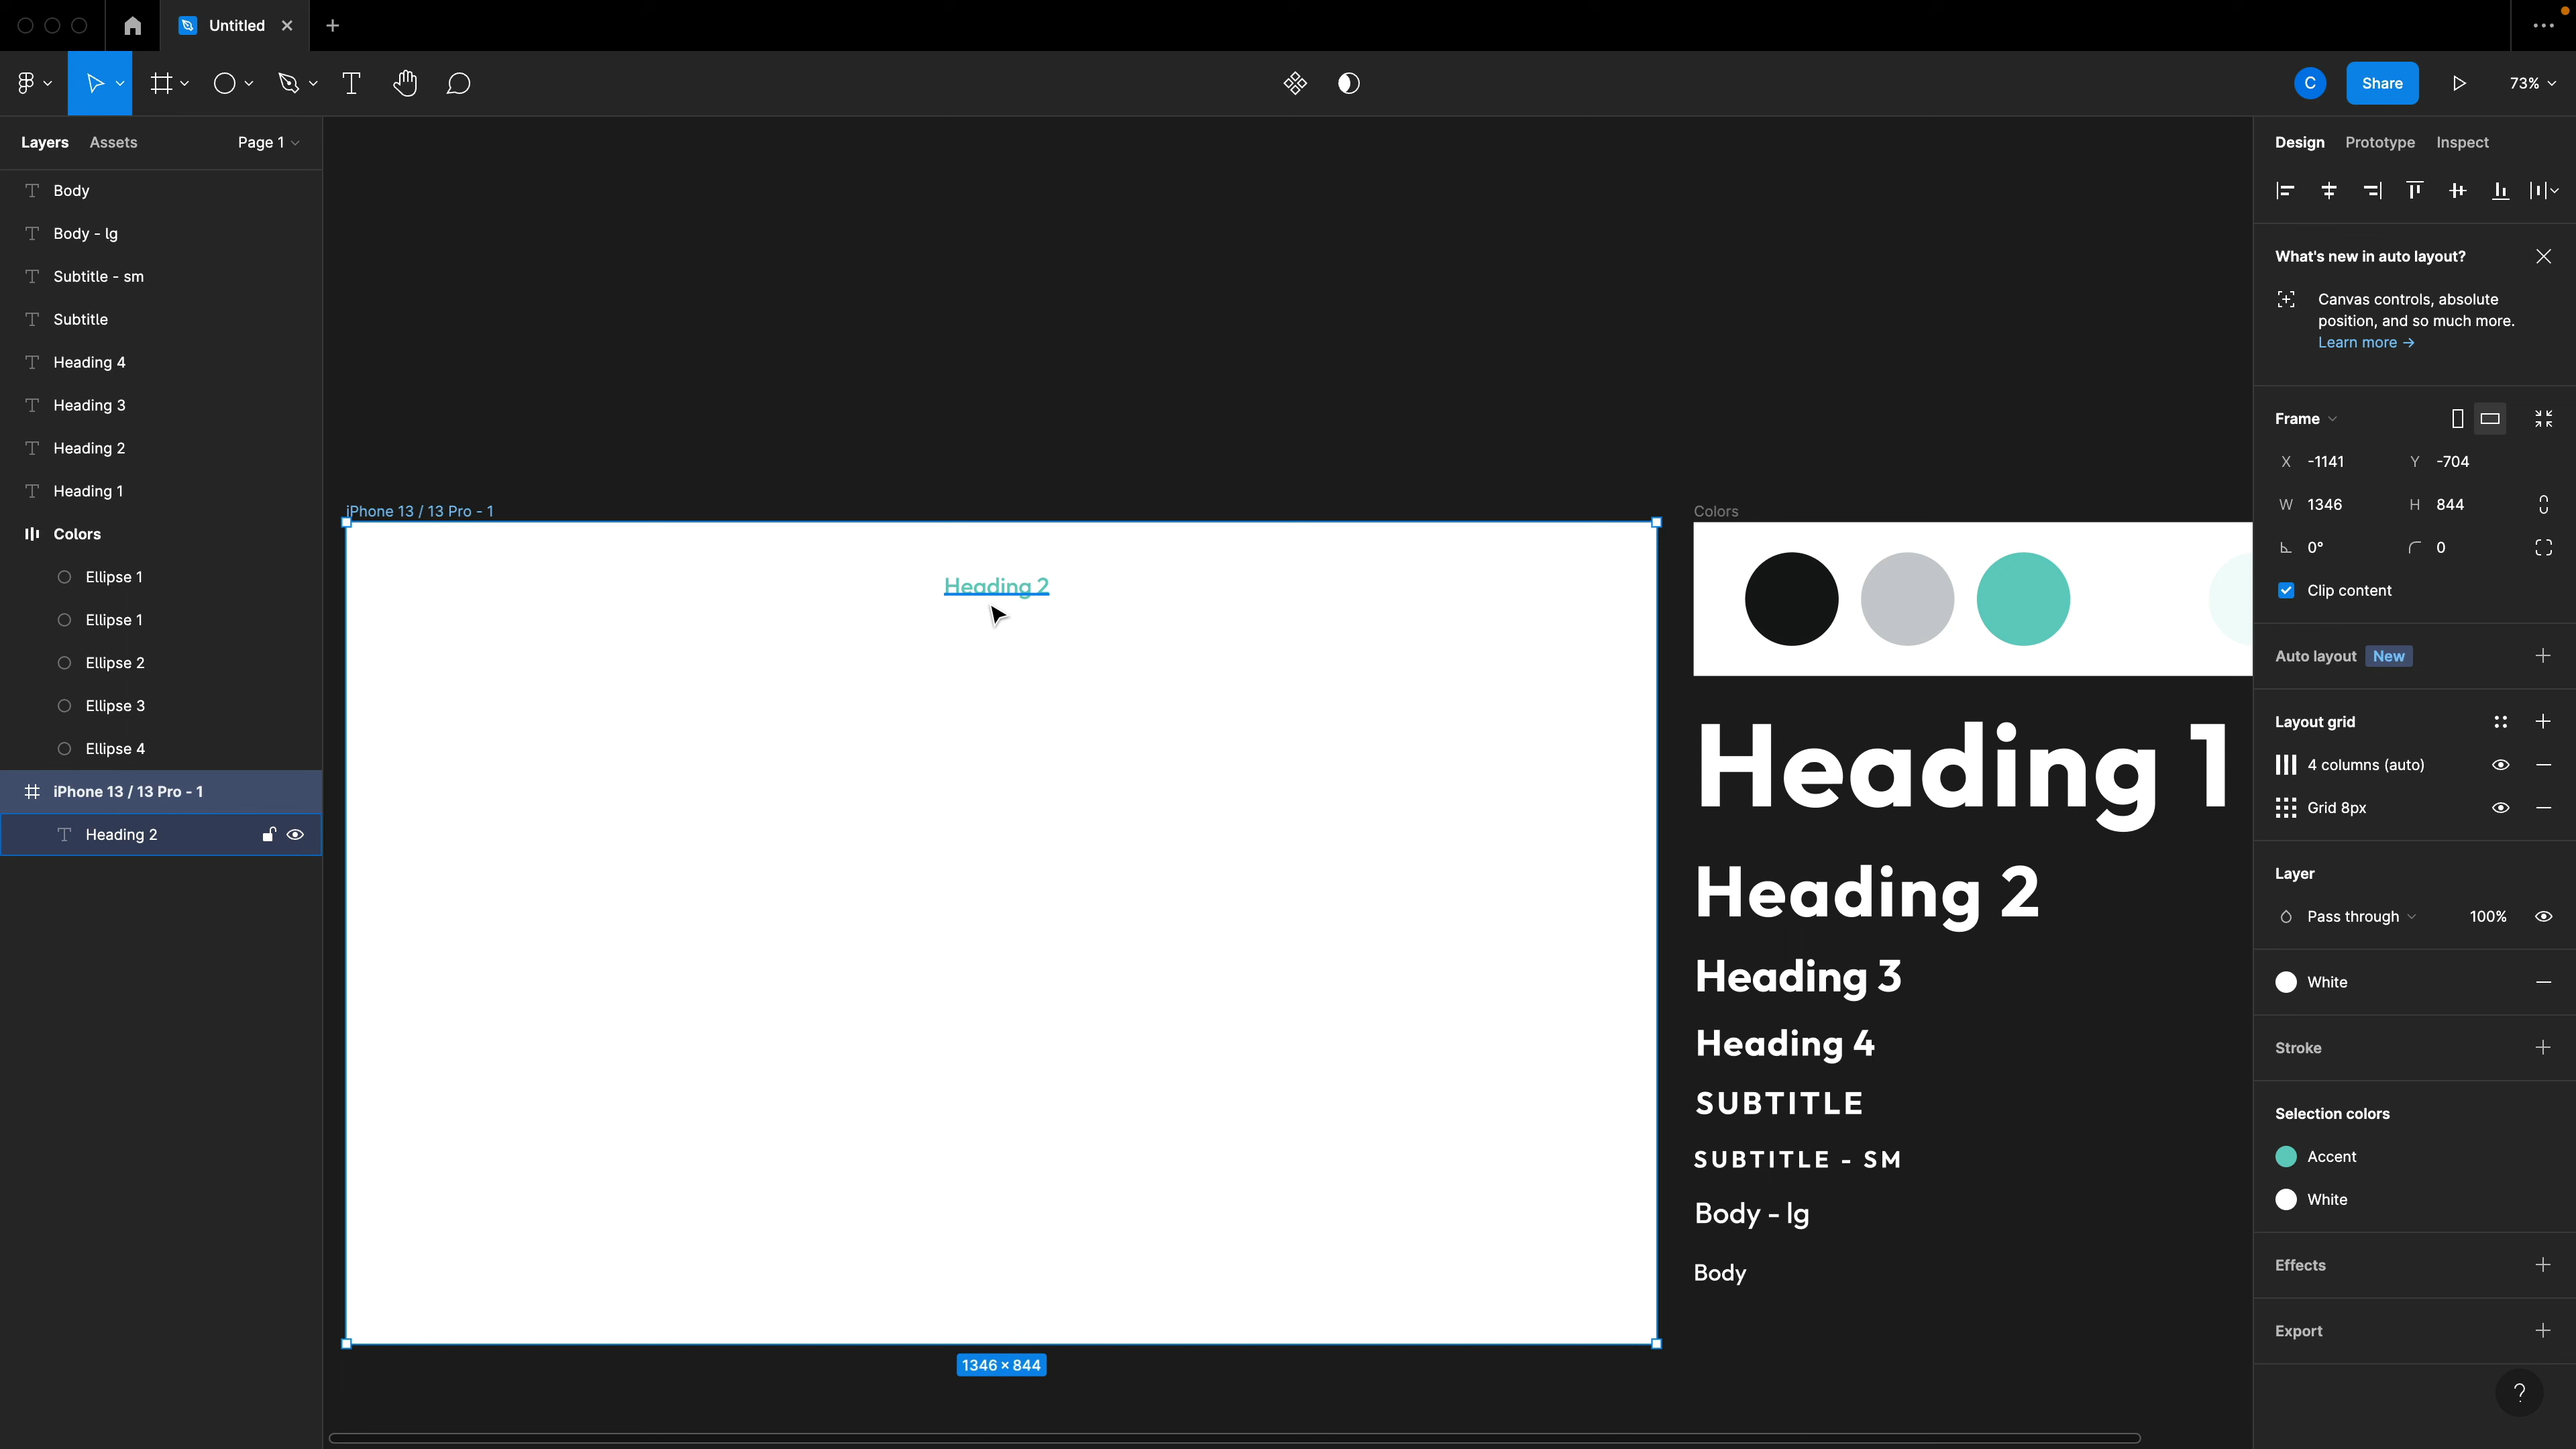 Untitled
C
Share
73%
Layers Assets Page 1
Body
Body - lg
Subtitle - sm
Subtitle
Heading 4
Heading 3
Heading 2
Heading 1
Colors
Ellipse 1
Ellipse 1
Ellipse 2
Ellipse 3
Ellipse 4
iPhone 13 / 13 Pro - 1
Heading 2
iPhone 13 / 13 Pro - 1
Heading 2
1346 × 844
Colors
Heading 1
Heading 2
Heading 3
Heading 4
SUBTITLE
SUBTITLE - SM
Body - lg
Body
Design Prototype Inspect
What's new in auto layout?
Canvas controls, absolute
position, and so much more.
Learn more →
Frame
X -1141 Y -704
W 1346 H 844
0° 0
Clip content
Auto layout New
Layout grid
4 columns (auto)
Grid 8px
Layer
Pass through 100%
White
Stroke
Selection colors
Accent
White
Effects
Export
?